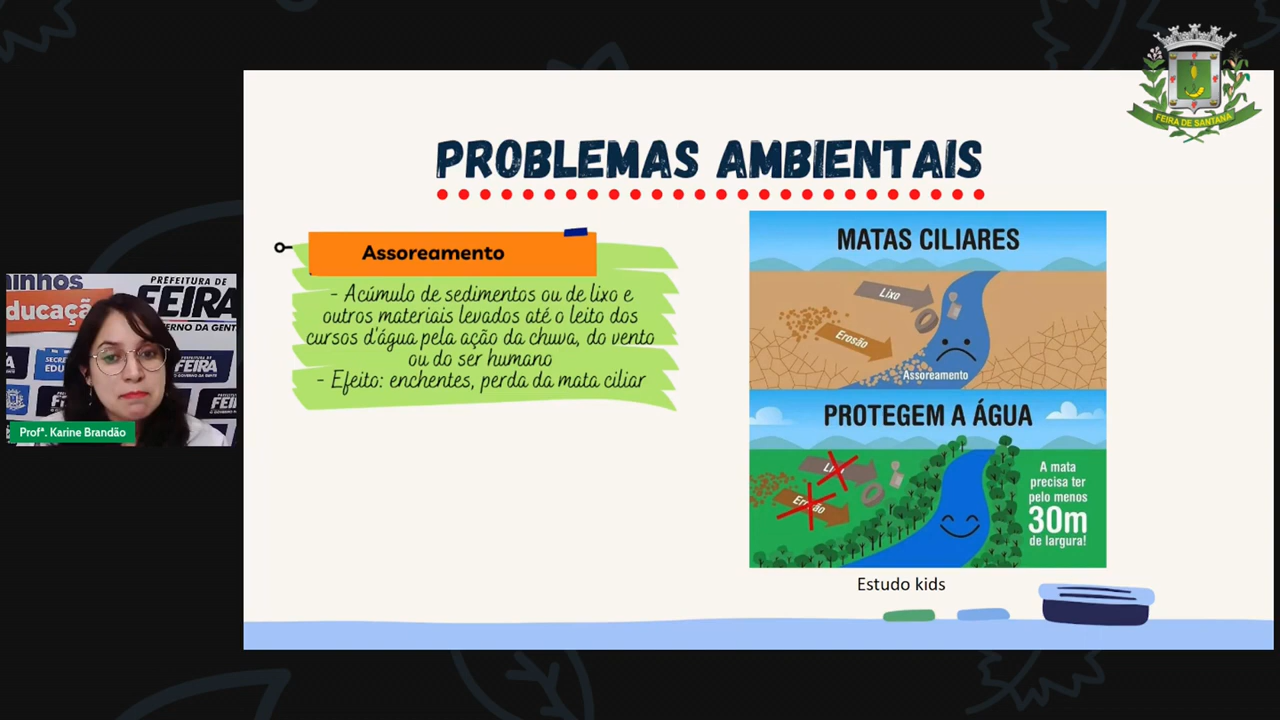 FEIRA DE SANTANA
PROBLEMAS AMBIENTAIS
Assoreamento
- Acúmulo de sedimentos ou de lixo e
outros materiais levados até o leito dos
cursos d'água pela ação da chuva, do vento
ou do ser humano
- Efeito: enchentes, perda da mata ciliar
MATAS CILIARES
Lixo
Erosão
Assoreamento
PROTEGEM A ÁGUA
A mata
precisa ter
pelo menos
30m
de largura!
Estudo kids
PREFEITURA DE
FEIRA
Profª. Karine Brandão